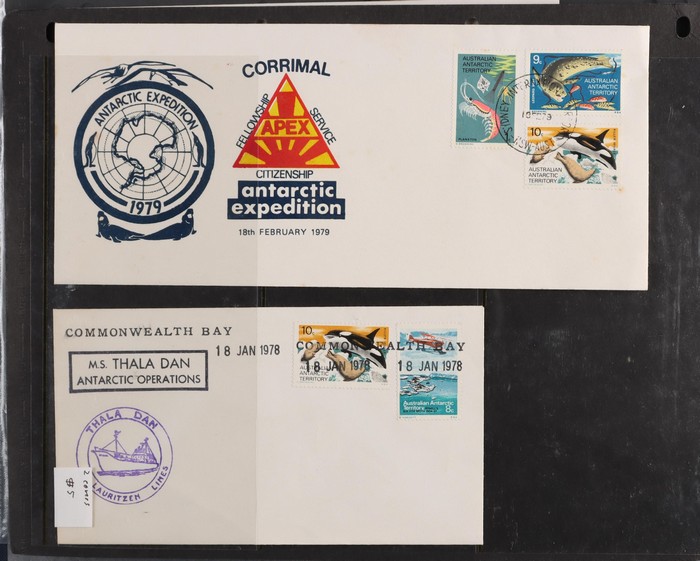 ANTARCTIC EXPEDITION
1979
CORRIMAL
FELLOWSHIP
SERVICE
APEX
CITIZENSHIP
antarctic
expedition
18th FEBRUARY 1979
AUSTRALIAN
ANTARCTIC
TERRITORY
9c
AUSTRALIAN
ANTARCTIC
TERRITORY
10c
AUSTRALIAN
ANTARCTIC
TERRITORY
COMMONWEALTH BAY
18 JAN 1978
M.S. THALA DAN
ANTARCTIC OPERATIONS
THALA DAN
LAURITZEN LINES
10c
COMMONWEALTH BAY
18 JAN 1978
18 JAN 1978
AUSTRALIAN
ANTARCTIC
TERRITORY
Australian Antarctic
Territory
8c
2 covers
$5